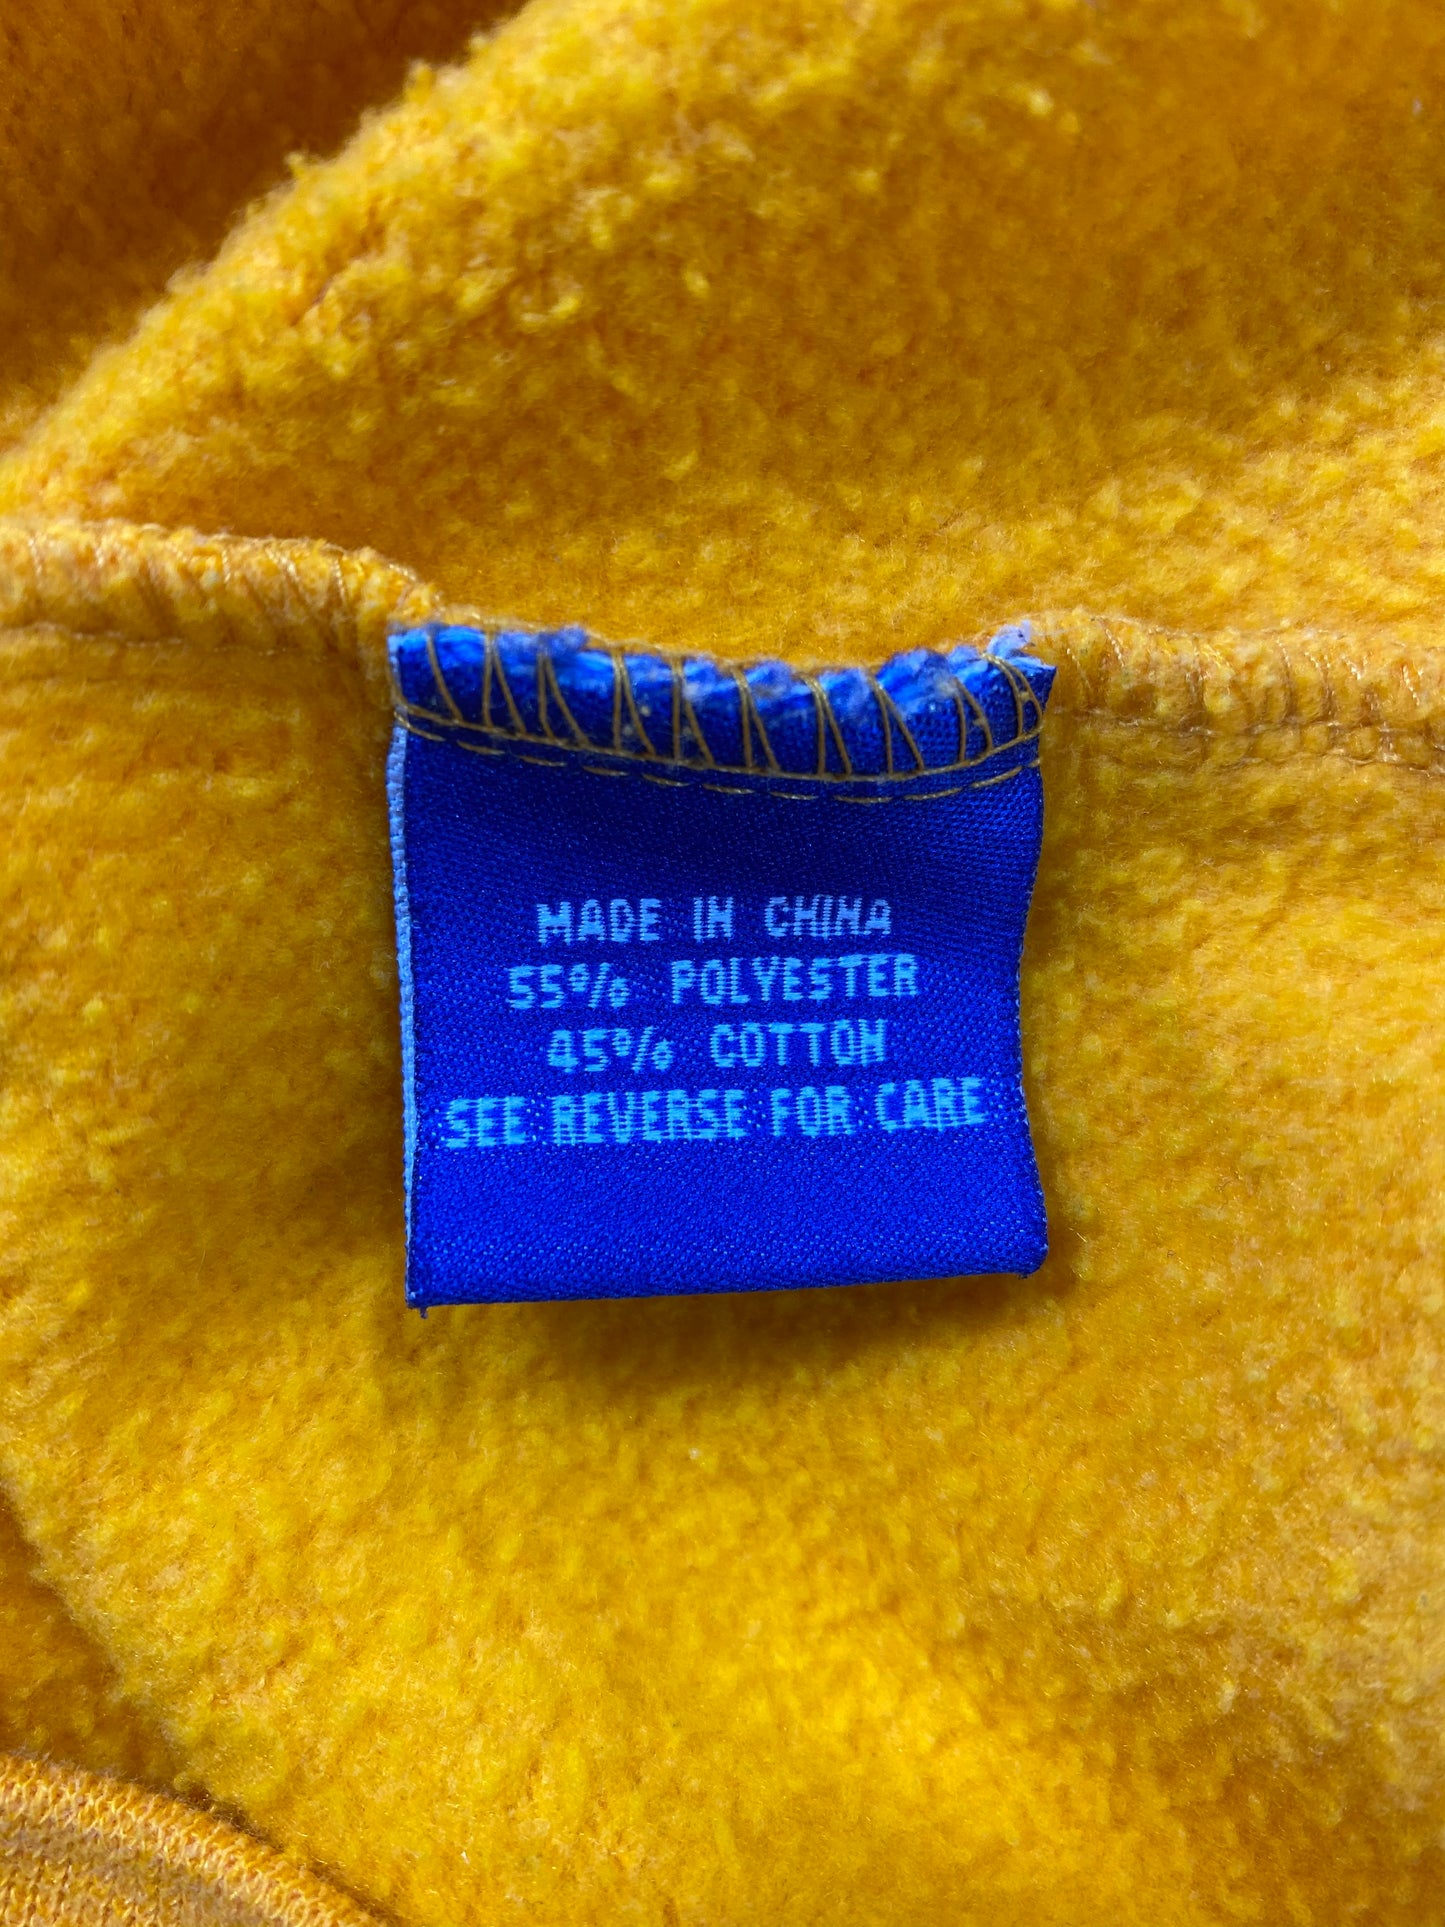 MADE IN CHINA
55% POLYESTER
45% COTTON
SEE REVERSE FOR CARE